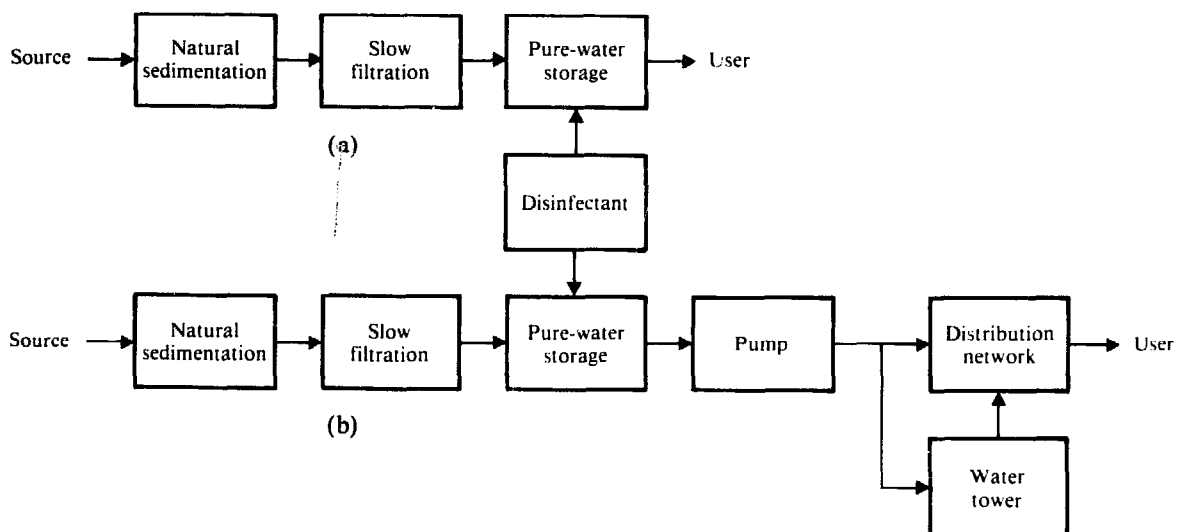 Source
Natural
sedimentation
Slow
filtration
Pure-water
storage
User
(a)
Disinfectant
Source
Natural
sedimentation
Slow
filtration
Pure-water
storage
Pump
Distribution
network
User
(b)
Water
tower